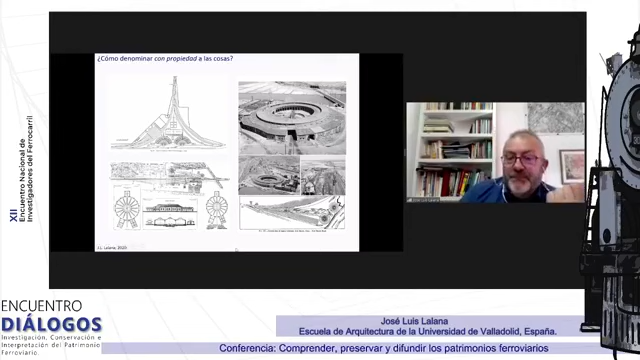 ¿Cómo denominar con propiedad a las cosas?
J.L. Lalana, 2020
XII
Encuentro Nacional de
Investigadores del Ferrocarril
ENCUENTRO
DIÁLOGOS
Investigación, Conservación e
Interpretación del Patrimonio
Ferroviario.
José Luis Lalana
Escuela de Arquitectura de la Universidad de Valladolid, España.
Conferencia: Comprender, preservar y difundir los patrimonios ferroviarios